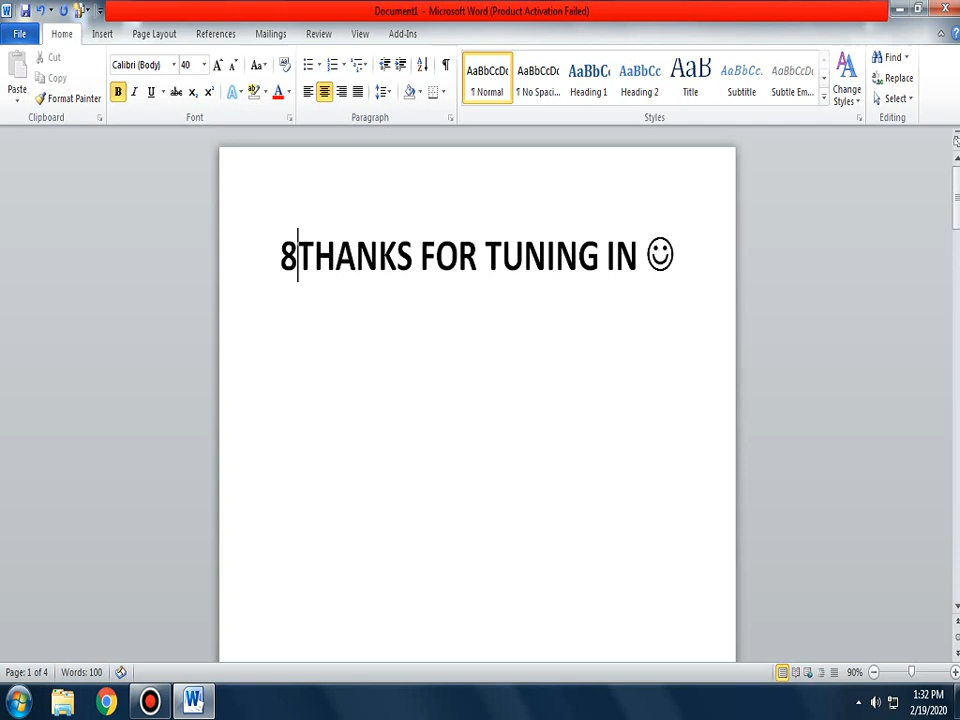 Document1 - Microsoft Word (Product Activation Failed)
File Home Insert Page Layout References Mailings Review View Add-Ins
Cut
Copy
Format Painter
Paste
Clipboard
Calibri (Body) 40
Font
Paragraph
AaBbCcDc AaBbCcDc AaBbCc AaBbCc AaB AaBbCc. AaBbCcDc
¶ Normal ¶ No Spaci... Heading 1 Heading 2 Title Subtitle Subtle Em...
Change Styles
Styles
Find
Replace
Select
Editing
8THANKS FOR TUNING IN ☺
Page: 1 of 4 Words: 100 90%
1:32 PM
2/19/2020